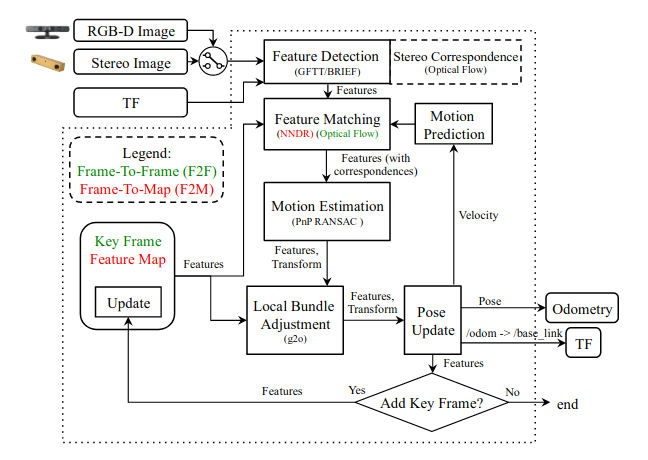 RGB-D Image
Stereo Image
TF
Feature Detection
(GFTT/BRIEF)
Stereo Correspondence
(Optical Flow)
Features
Feature Matching
(NNDR) (Optical Flow)
Motion
Prediction
Legend:
Frame-To-Frame (F2F)
Frame-To-Map (F2M)
Features (with
correspondences)
Motion Estimation
(PnP RANSAC )
Velocity
Key Frame
Feature Map
Update
Features
Features,
Transform
Local Bundle
Adjustment
(g2o)
Features,
Transform
Pose
Update
Pose
Odometry
/odom -> /base_link
TF
Features
Add Key Frame?
Yes
Features
No
end